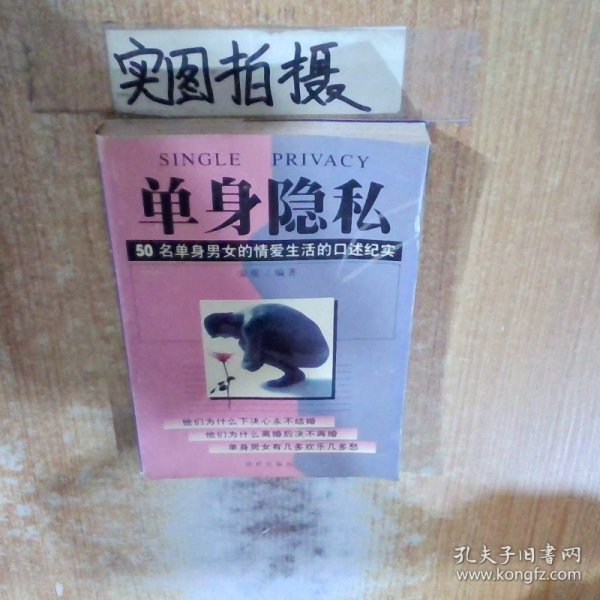 实图拍摄
SINGLE PRIVACY
单身隐私
50名单身男女的情爱生活的口述纪实
编著
他们为什么下决心永不结婚
他们为什么离婚后决不再婚
单身男女有几多欢乐几多愁
孔夫子旧书网
www.kongfz.com